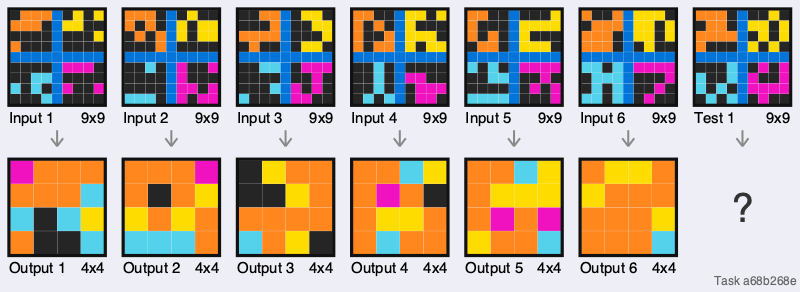 Input 1 9x9 Input 2 9x9 Input 3 9x9 Input 4 9x9 Input 5 9x9 Input 6 9x9 Test 1 9x9
?
Output 1 4x4 Output 2 4x4 Output 3 4x4 Output 4 4x4 Output 5 4x4 Output 6 4x4
Task a68b268e